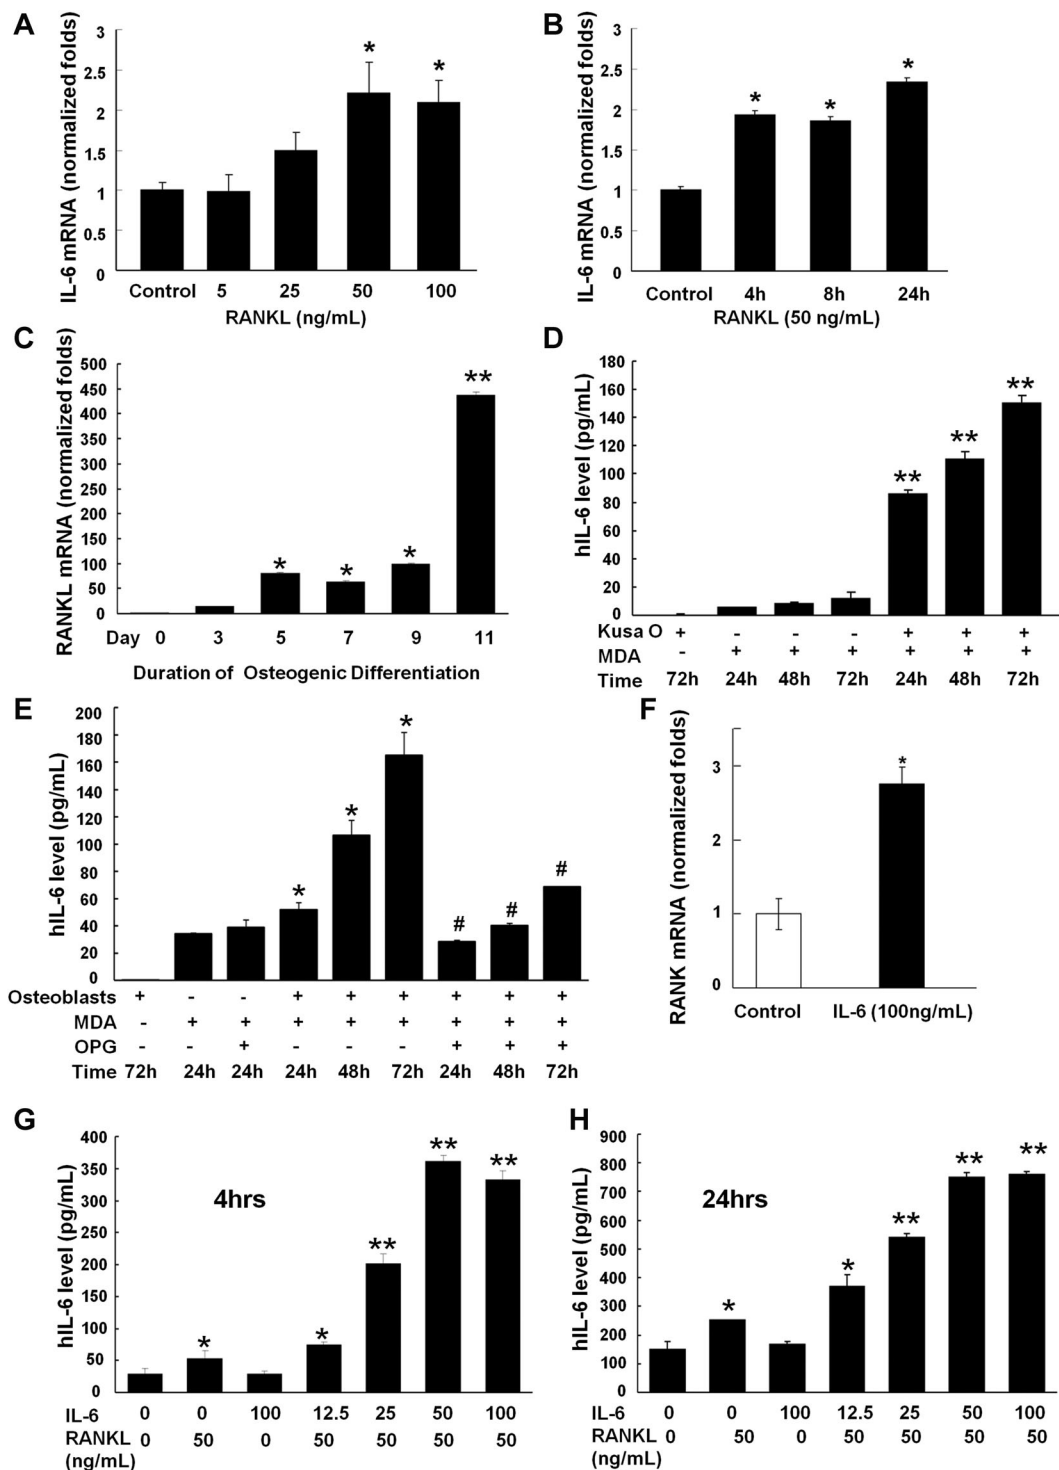 A
IL-6 mRNA (normalized folds)
3
2.5
2
1.5
1
0.5
0
* *
Control 5 25 50 100
RANKL (ng/mL)
B
IL-6 mRNA (normalized folds)
3
2.5
2
1.5
1
0.5
0
* * *
Control 4h 8h 24h
RANKL (50 ng/mL)
C
RANKL mRNA (normalized folds)
500
450
400
350
300
250
200
150
100
50
0
* * * **
Day 0 3 5 7 9 11
Duration of Osteogenic Differentiation
D
hIL-6 level (pg/mL)
180
160
140
120
100
80
60
40
20
0
** ** **
Kusa O + - - - + + +
MDA - + + + + + +
Time 72h 24h 48h 72h 24h 48h 72h
E
hIL-6 level (pg/mL)
200
180
160
140
120
100
80
60
40
20
0
* * * # # #
Osteoblasts + - - + + + + + +
MDA - + + + + + + + +
OPG - - + - - - + + +
Time 72h 24h 24h 24h 48h 72h 24h 48h 72h
F
RANK mRNA (normalized folds)
3
2
1
0
*
Control IL-6 (100ng/mL)
G
hIL-6 level (pg/mL)
400
350
300
250
200
150
100
50
0
4hrs
* * ** ** **
IL-6 0 0 100 12.5 25 50 100
RANKL 0 50 0 50 50 50 50
(ng/mL)
H
hIL-6 level (pg/mL)
900
800
700
600
500
400
300
200
100
0
24hrs
* * ** ** **
IL-6 0 0 100 12.5 25 50 100
RANKL 0 50 0 50 50 50 50
(ng/mL)